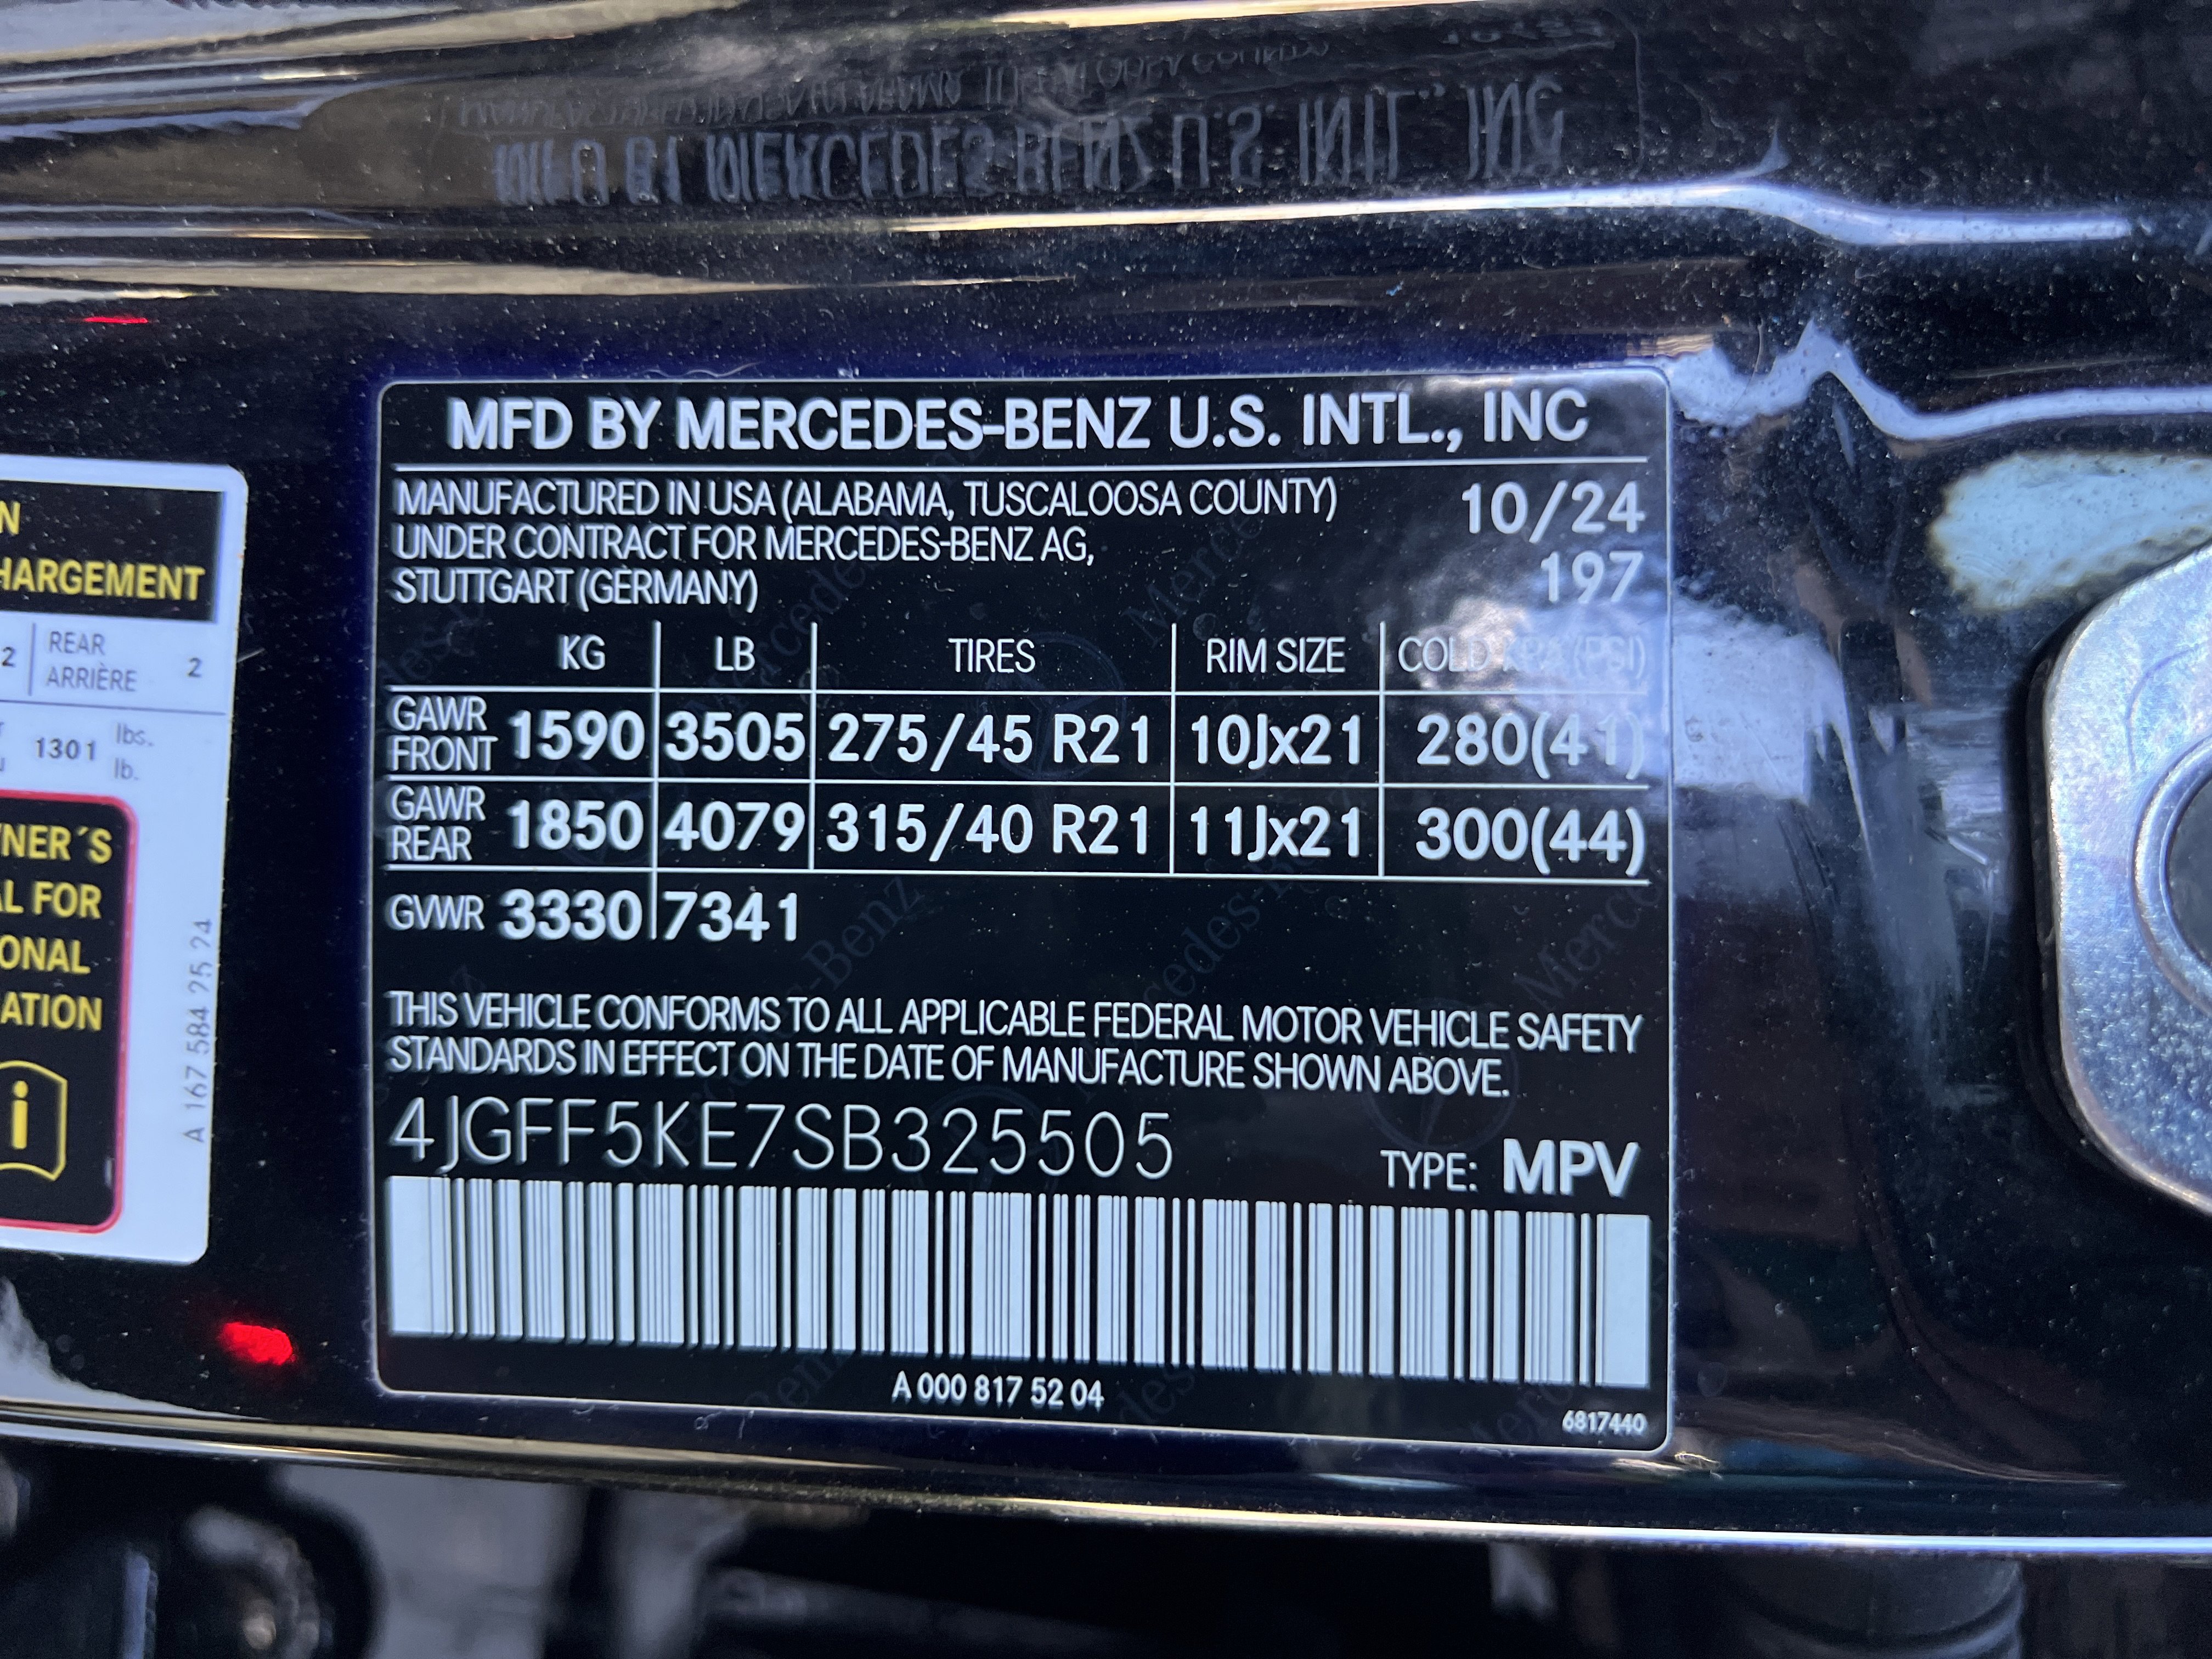 MFD BY MERCEDES-BENZ U.S. INTL., INC
MANUFACTURED IN USA (ALABAMA, TUSCALOOSA COUNTY) 10/24
UNDER CONTRACT FOR MERCEDES-BENZ AG,
STUTTGART (GERMANY) 197
KG LB TIRES RIM SIZE COLD (PSI)
GAWR FRONT 1590 3505 275/45 R21 10Jx21 280(41)
GAWR REAR 1850 4079 315/40 R21 11Jx21 300(44)
GVWR 3330 7341
THIS VEHICLE CONFORMS TO ALL APPLICABLE FEDERAL MOTOR VEHICLE SAFETY
STANDARDS IN EFFECT ON THE DATE OF MANUFACTURE SHOWN ABOVE.
4JGFF5KE7SB325505
TYPE: MPV
A 000 817 52 04
6817440
N
HARGEMENT
2 REAR
ARRIÈRE 2
1301 lbs.
lb.
NER´S
L FOR
ONAL
ATION
i
A 167 584 25 24